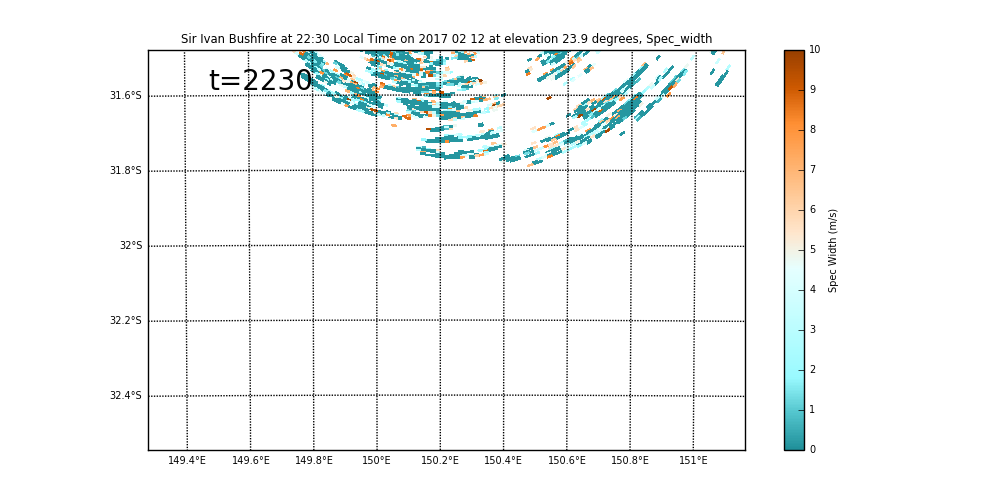 Sir Ivan Bushfire at 22:30 Local Time on 2017 02 12 at elevation 23.9 degrees, Spec_width
t=2230
31.6°S
31.8°S
32°S
32.2°S
32.4°S
149.4°E 149.6°E 149.8°E 150°E 150.2°E 150.4°E 150.6°E 150.8°E 151°E
10
9
8
7
6
5
4
3
2
1
0
Spec Width (m/s)